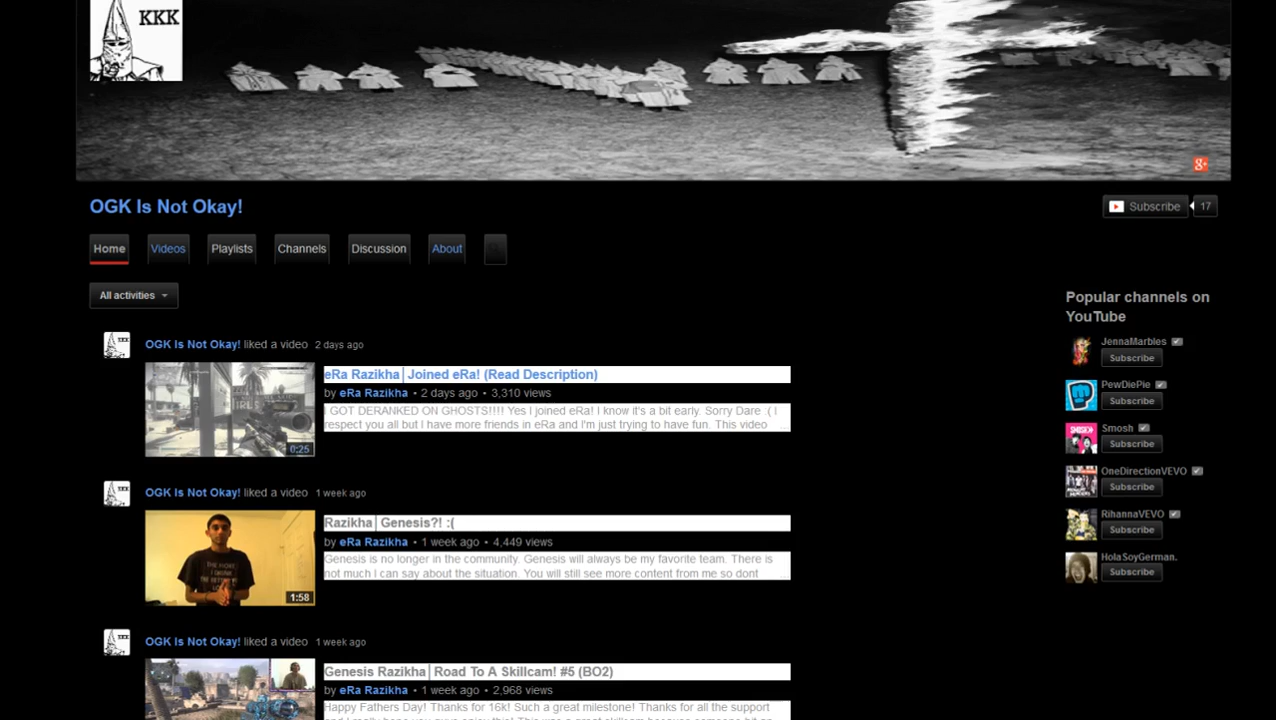 KKK
g+
OGK Is Not Okay!
Subscribe 17
Home Videos Playlists Channels Discussion About
All activities
Popular channels on
YouTube
JennaMarbles
Subscribe
PewDiePie
Subscribe
Smosh
Subscribe
OneDirectionVEVO
Subscribe
RihannaVEVO
Subscribe
HolaSoyGerman.
Subscribe
OGK Is Not Okay! liked a video 2 days ago
eRa Razikha│Joined eRa! (Read Description)
by eRa Razikha • 2 days ago • 3,310 views
I GOT DERANKED ON GHOSTS!!!! Yes I joined eRa! I know it's a bit early. Sorry Dare :( I
respect you all but I have more friends in eRa and I'm just trying to have fun. This video ...
0:25
OGK Is Not Okay! liked a video 1 week ago
Razikha│Genesis?! :(
by eRa Razikha • 1 week ago • 4,449 views
Genesis is no longer in the community. Genesis will always be my favorite team. There is
not much I can say about the situation. You will still see more content from me so dont
1:58
OGK Is Not Okay! liked a video 1 week ago
Genesis Razikha│Road To A Skillcam! #5 (BO2)
by eRa Razikha • 1 week ago • 2,968 views
Happy Fathers Day! Thanks for 16k! Such a great milestone! Thanks for all the support